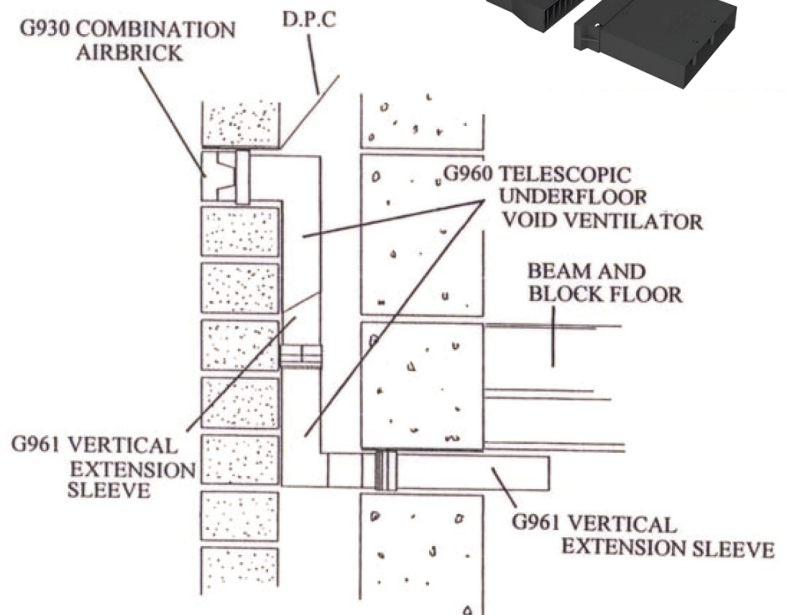 G930 COMBINATION
AIRBRICK
D.P.C
G960 TELESCOPIC
UNDERFLOOR
VOID VENTILATOR
BEAM AND
BLOCK FLOOR
G961 VERTICAL
EXTENSION
SLEEVE
G961 VERTICAL
EXTENSION SLEEVE